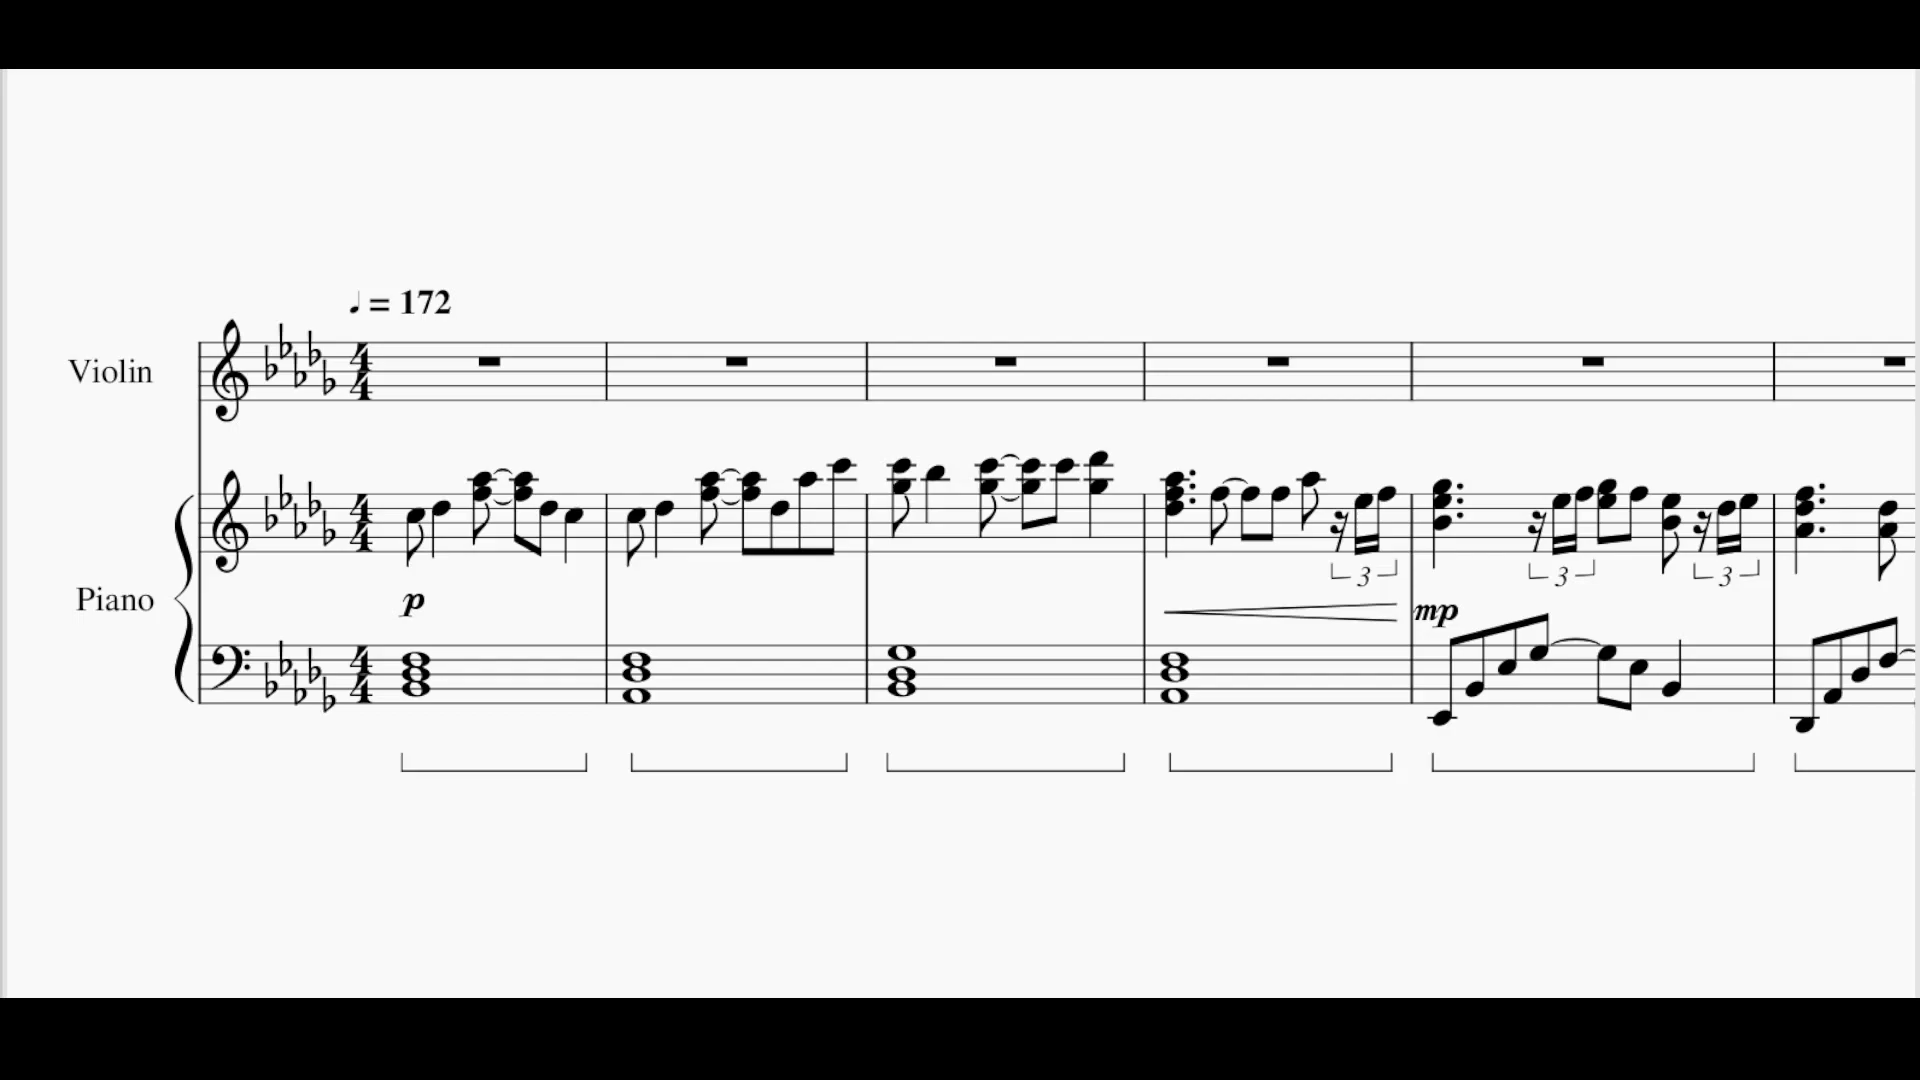 ♩ = 172
Violin
Piano
p
mp
3
3
3